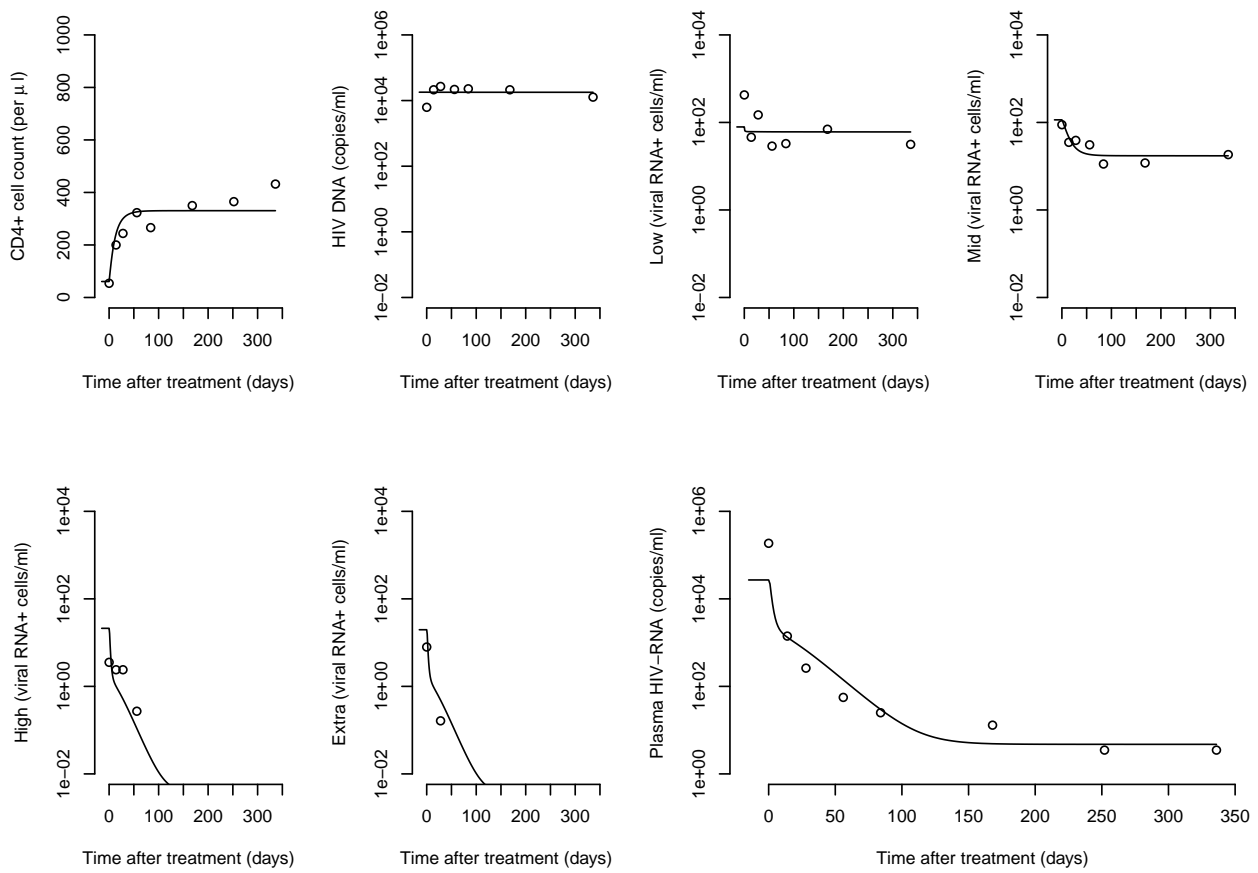 CD4+ cell count (per μl)
0
200
400
600
800
1000
0
100
200
300
Time after treatment (days)
HIV DNA (copies/ml)
1e−02
1e+00
1e+02
1e+04
1e+06
0
100
200
300
Time after treatment (days)
Low (viral RNA+ cells/ml)
1e−02
1e+00
1e+02
1e+04
0
100
200
300
Time after treatment (days)
Mid (viral RNA+ cells/ml)
1e−02
1e+00
1e+02
1e+04
0
100
200
300
Time after treatment (days)
High (viral RNA+ cells/ml)
1e−02
1e+00
1e+02
1e+04
0
100
200
300
Time after treatment (days)
Extra (viral RNA+ cells/ml)
1e−02
1e+00
1e+02
1e+04
0
100
200
300
Time after treatment (days)
Plasma HIV−RNA (copies/ml)
1e+00
1e+02
1e+04
1e+06
0
50
100
150
200
250
300
350
Time after treatment (days)